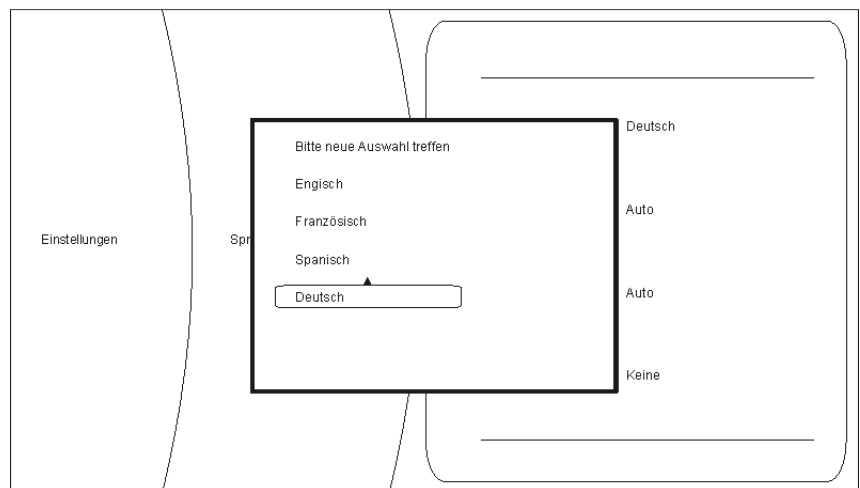 Einstellungen
Spr
Bitte neue Auswahl treffen
Engisch
Französisch
Spanisch
Deutsch
Deutsch
Auto
Auto
Keine